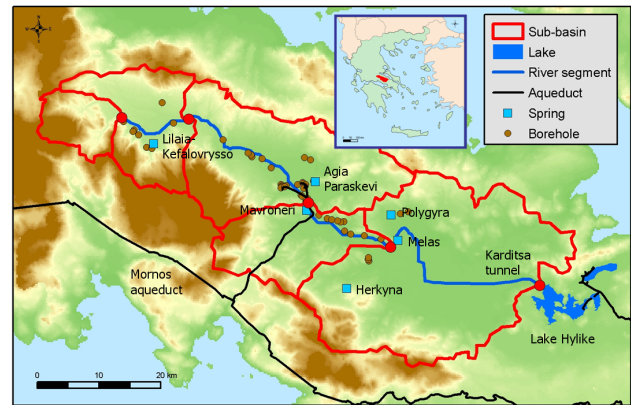 Sub-basin
Lake
River segment
Aqueduct
Spring
Borehole
Lilaia-
Kefalovrysso
Agia
Paraskevi
Mavroneri
Polygyra
Melas
Karditsa
tunnel
Mornos
aqueduct
Herkyna
Lake Hylike
0
10
20 km